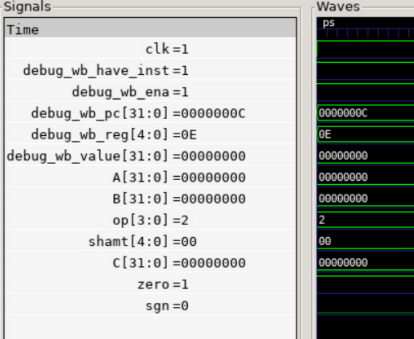 Signals
Waves
Time
ps
clk=1
debug_wb_have_inst=1
debug_wb_ena=1
debug_wb_pc[31:0]=0000000C
0000000C
debug_wb_reg[4:0]=0E
0E
debug_wb_value[31:0]=00000000
00000000
A[31:0]=00000000
00000000
B[31:0]=00000000
00000000
op[3:0]=2
2
shamt[4:0]=00
00
C[31:0]=00000000
00000000
zero=1
sgn=0